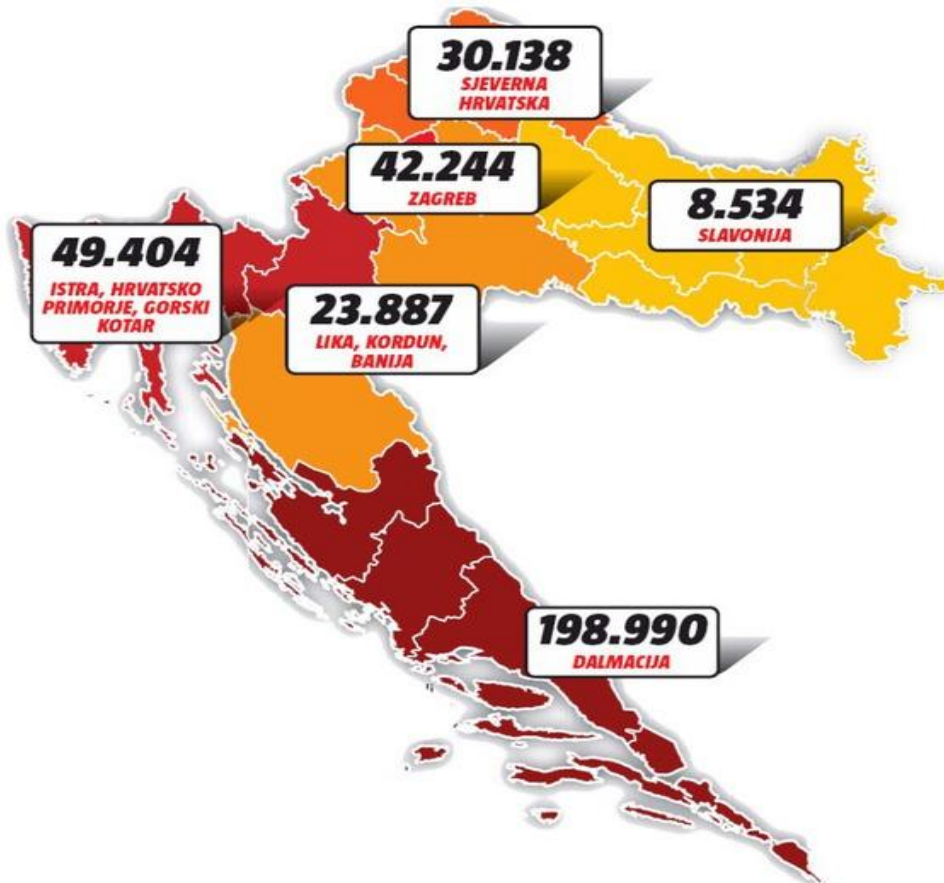 30.138
SJEVERNA
HRVATSKA
42.244
ZAGREB
8.534
SLAVONIJA
49.404
ISTRA, HRVATSKO
PRIMORJE, GORSKI
KOTAR
23.887
LIKA, KORDUN,
BANIJA
198.990
DALMACIJA